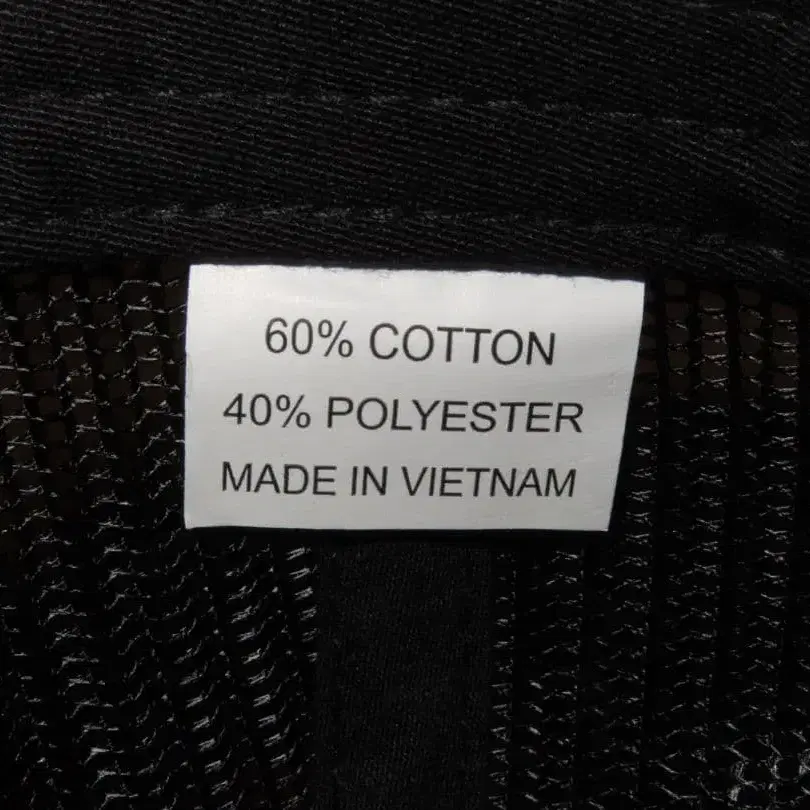 60% COTTON
40% POLYESTER
MADE IN VIETNAM